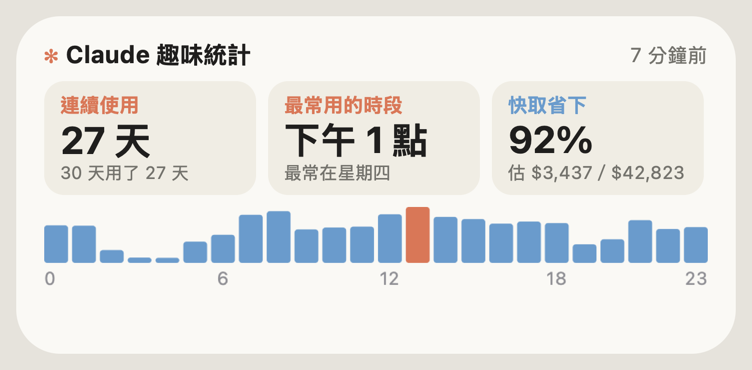 ✻ Claude 趣味統計
7 分鐘前
連續使用
27 天
30 天用了 27 天
最常用的時段
下午 1 點
最常在星期四
快取省下
92%
估 $3,437 / $42,823
0 6 12 18 23